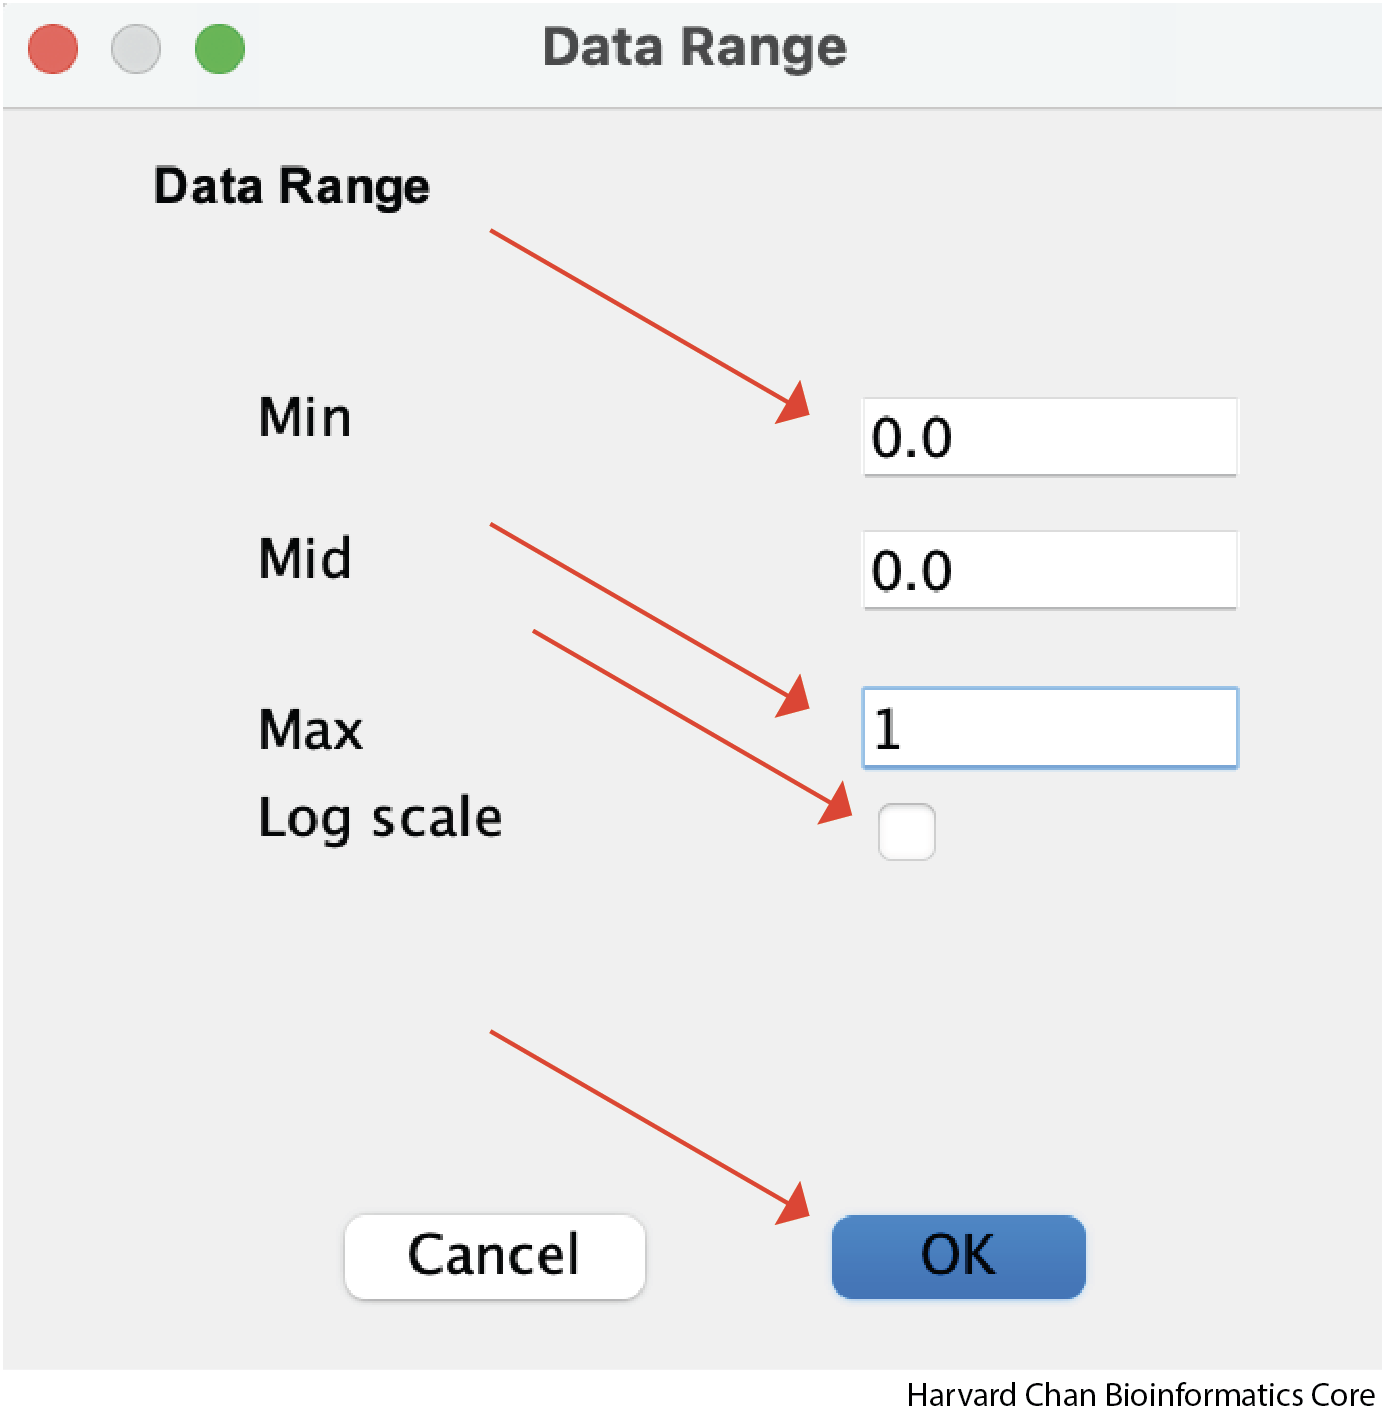 Data Range
Data Range
Min
0.0
Mid
0.0
Max
1
Log scale
Cancel
OK
Harvard Chan Bioinformatics Core